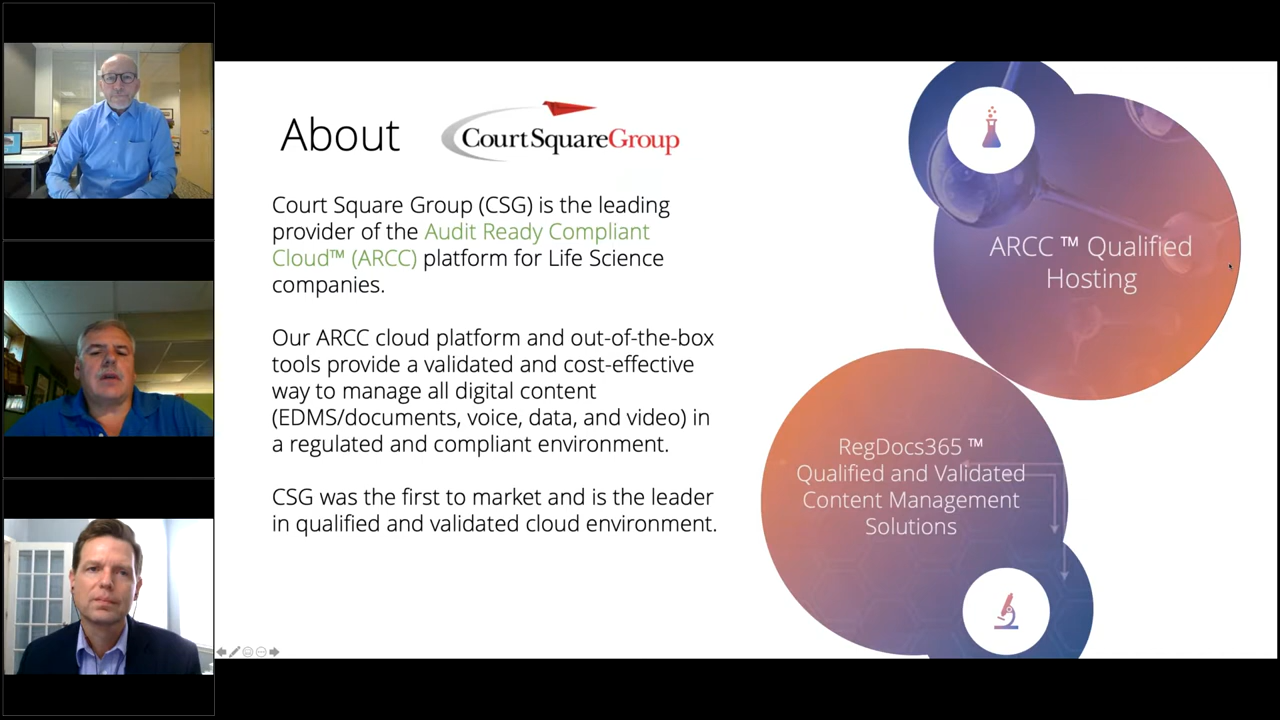 About
CourtSquareGroup
Court Square Group (CSG) is the leading
provider of the Audit Ready Compliant
Cloud™ (ARCC) platform for Life Science
companies.
Our ARCC cloud platform and out-of-the-box
tools provide a validated and cost-effective
way to manage all digital content
(EDMS/documents, voice, data, and video) in
a regulated and compliant environment.
CSG was the first to market and is the leader
in qualified and validated cloud environment.
ARCC ™ Qualified
Hosting
RegDocs365 ™
Qualified and Validated
Content Management
Solutions